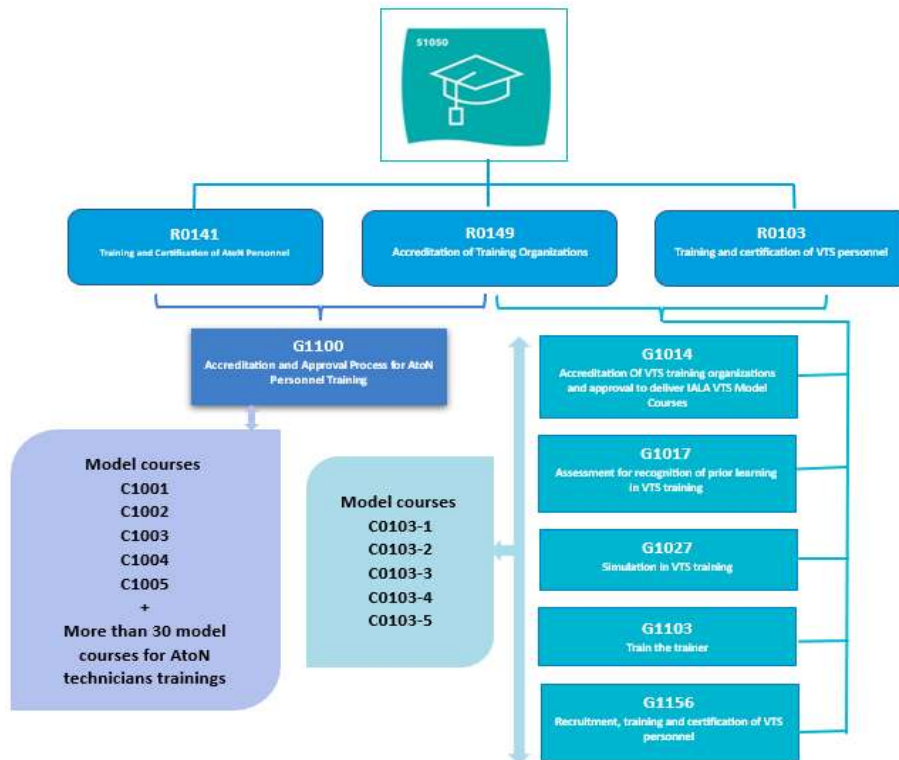 S1050
R0141
Training and Certification of AtoN Personnel
R0149
Accreditation of Training Organizations
R0103
Training and certification of VTS personnel
G1100
Accreditation and Approval Process for AtoN
Personnel Training
Model courses
C1001
C1002
C1003
C1004
C1005
+
More than 30 model
courses for AtoN
technicians trainings
Model courses
C0103-1
C0103-2
C0103-3
C0103-4
C0103-5
G1014
Accreditation Of VTS training organizations
and approval to deliver IALA VTS Model
Courses
G1017
Assessment for recognition of prior learning
in VTS training
G1027
Simulation in VTS training
G1103
Train the trainer
G1156
Recruitment, training and certification of VTS
personnel